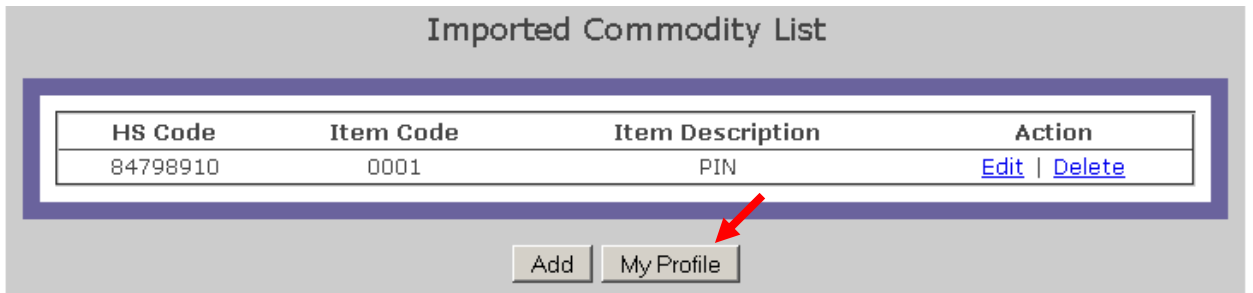 Imported Commodity List
HS Code Item Code Item Description Action
84798910 0001 PIN Edit | Delete
Add My Profile